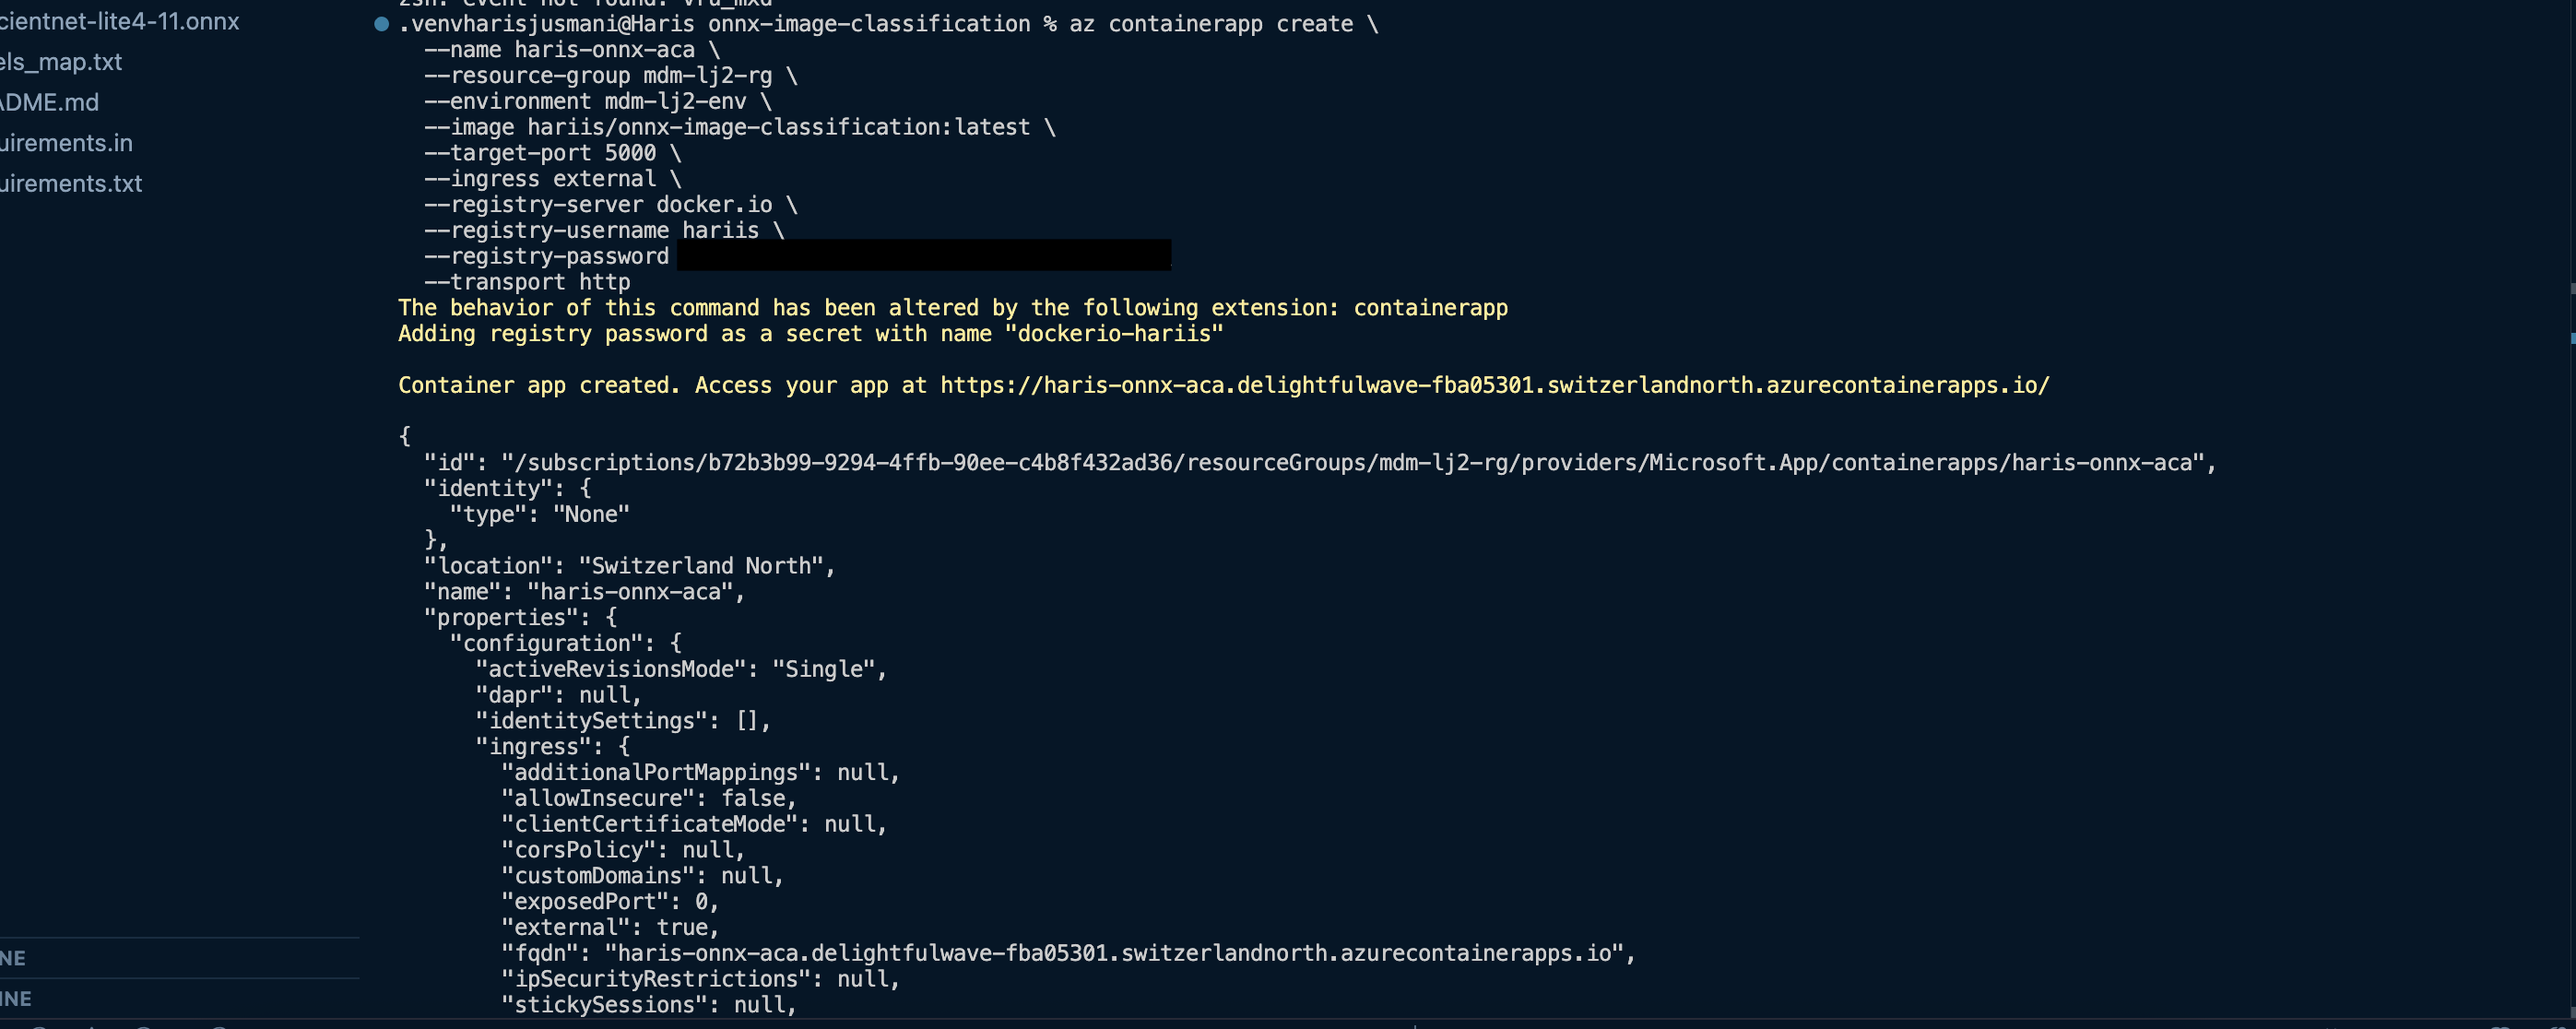 cientnet-lite4-11.onnx
els_map.txt
ADME.md
uirements.in
uirements.txt
NE
INE
zsh: event not found: vru_mxd
.venvharisjusmani@Haris onnx-image-classification % az containerapp create \
--name haris-onnx-aca \
--resource-group mdm-lj2-rg \
--environment mdm-lj2-env \
--image hariis/onnx-image-classification:latest \
--target-port 5000 \
--ingress external \
--registry-server docker.io \
--registry-username hariis \
--registry-password
--transport http
The behavior of this command has been altered by the following extension: containerapp
Adding registry password as a secret with name "dockerio-hariis"
Container app created. Access your app at https://haris-onnx-aca.delightfulwave-fba05301.switzerlandnorth.azurecontainerapps.io/
{
"id": "/subscriptions/b72b3b99-9294-4ffb-90ee-c4b8f432ad36/resourceGroups/mdm-lj2-rg/providers/Microsoft.App/containerapps/haris-onnx-aca",
"identity": {
"type": "None"
},
"location": "Switzerland North",
"name": "haris-onnx-aca",
"properties": {
"configuration": {
"activeRevisionsMode": "Single",
"dapr": null,
"identitySettings": [],
"ingress": {
"additionalPortMappings": null,
"allowInsecure": false,
"clientCertificateMode": null,
"corsPolicy": null,
"customDomains": null,
"exposedPort": 0,
"external": true,
"fqdn": "haris-onnx-aca.delightfulwave-fba05301.switzerlandnorth.azurecontainerapps.io",
"ipSecurityRestrictions": null,
"stickySessions": null,